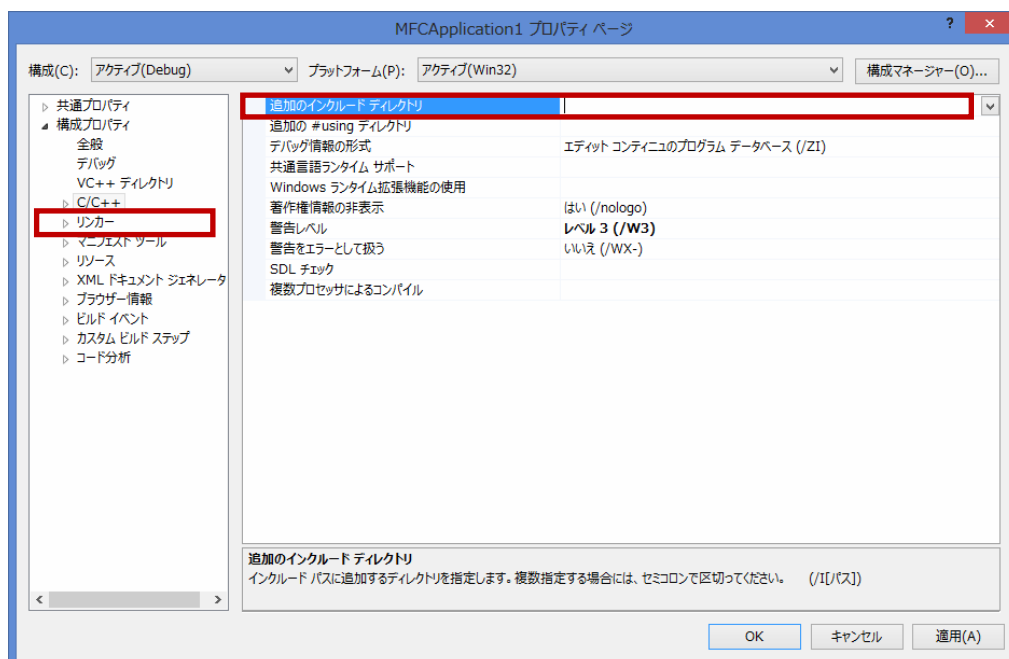 MFCApplication1 プロパティ ページ
? ×
構成(C): アクティブ(Debug) プラットフォーム(P): アクティブ(Win32) 構成マネージャー(O)...
共通プロパティ
構成プロパティ
全般
デバッグ
VC++ ディレクトリ
C/C++
リンカー
マニフェスト ツール
リソース
XML ドキュメント ジェネレータ
ブラウザー情報
ビルド イベント
カスタム ビルド ステップ
コード分析
追加のインクルード ディレクトリ
追加の #using ディレクトリ
デバッグ情報の形式 エディット コンティニュのプログラム データベース (/ZI)
共通言語ランタイム サポート
Windows ランタイム拡張機能の使用
著作権情報の非表示 はい (/nologo)
警告レベル レベル 3 (/W3)
警告をエラーとして扱う いいえ (/WX-)
SDL チェック
複数プロセッサによるコンパイル
追加のインクルード ディレクトリ
インクルード パスに追加するディレクトリを指定します。複数指定する場合には、セミコロンで区切ってください。 (/I[パス])
OK キャンセル 適用(A)